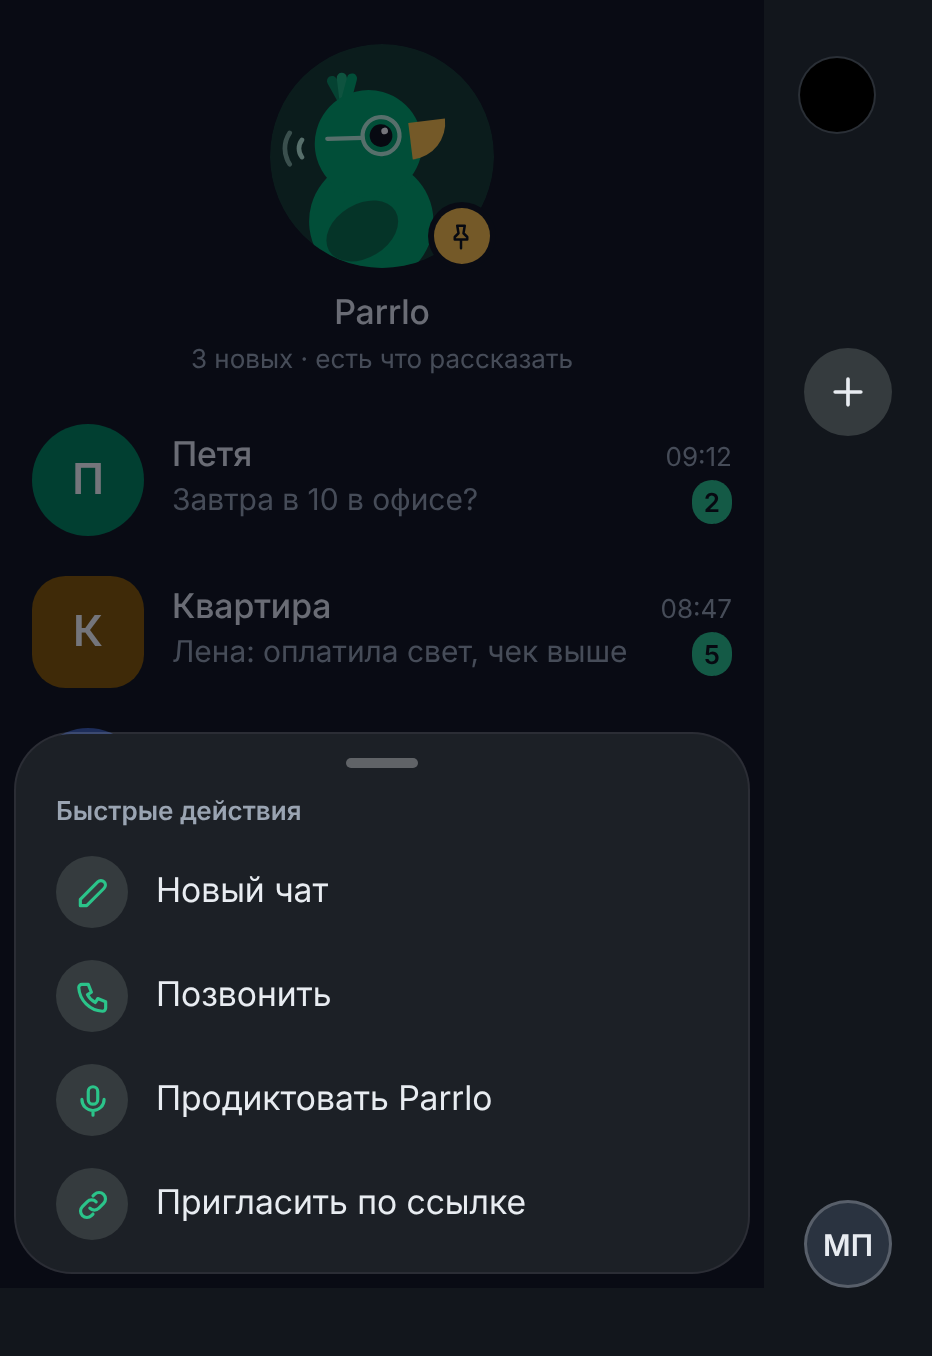 Parrlo
3 новых · есть что рассказать
П
Петя
09:12
Завтра в 10 в офисе?
2
К
Квартира
08:47
Лена: оплатила свет, чек выше
5
Быстрые действия
Новый чат
Позвонить
Продиктовать Parrlo
Пригласить по ссылке
МП